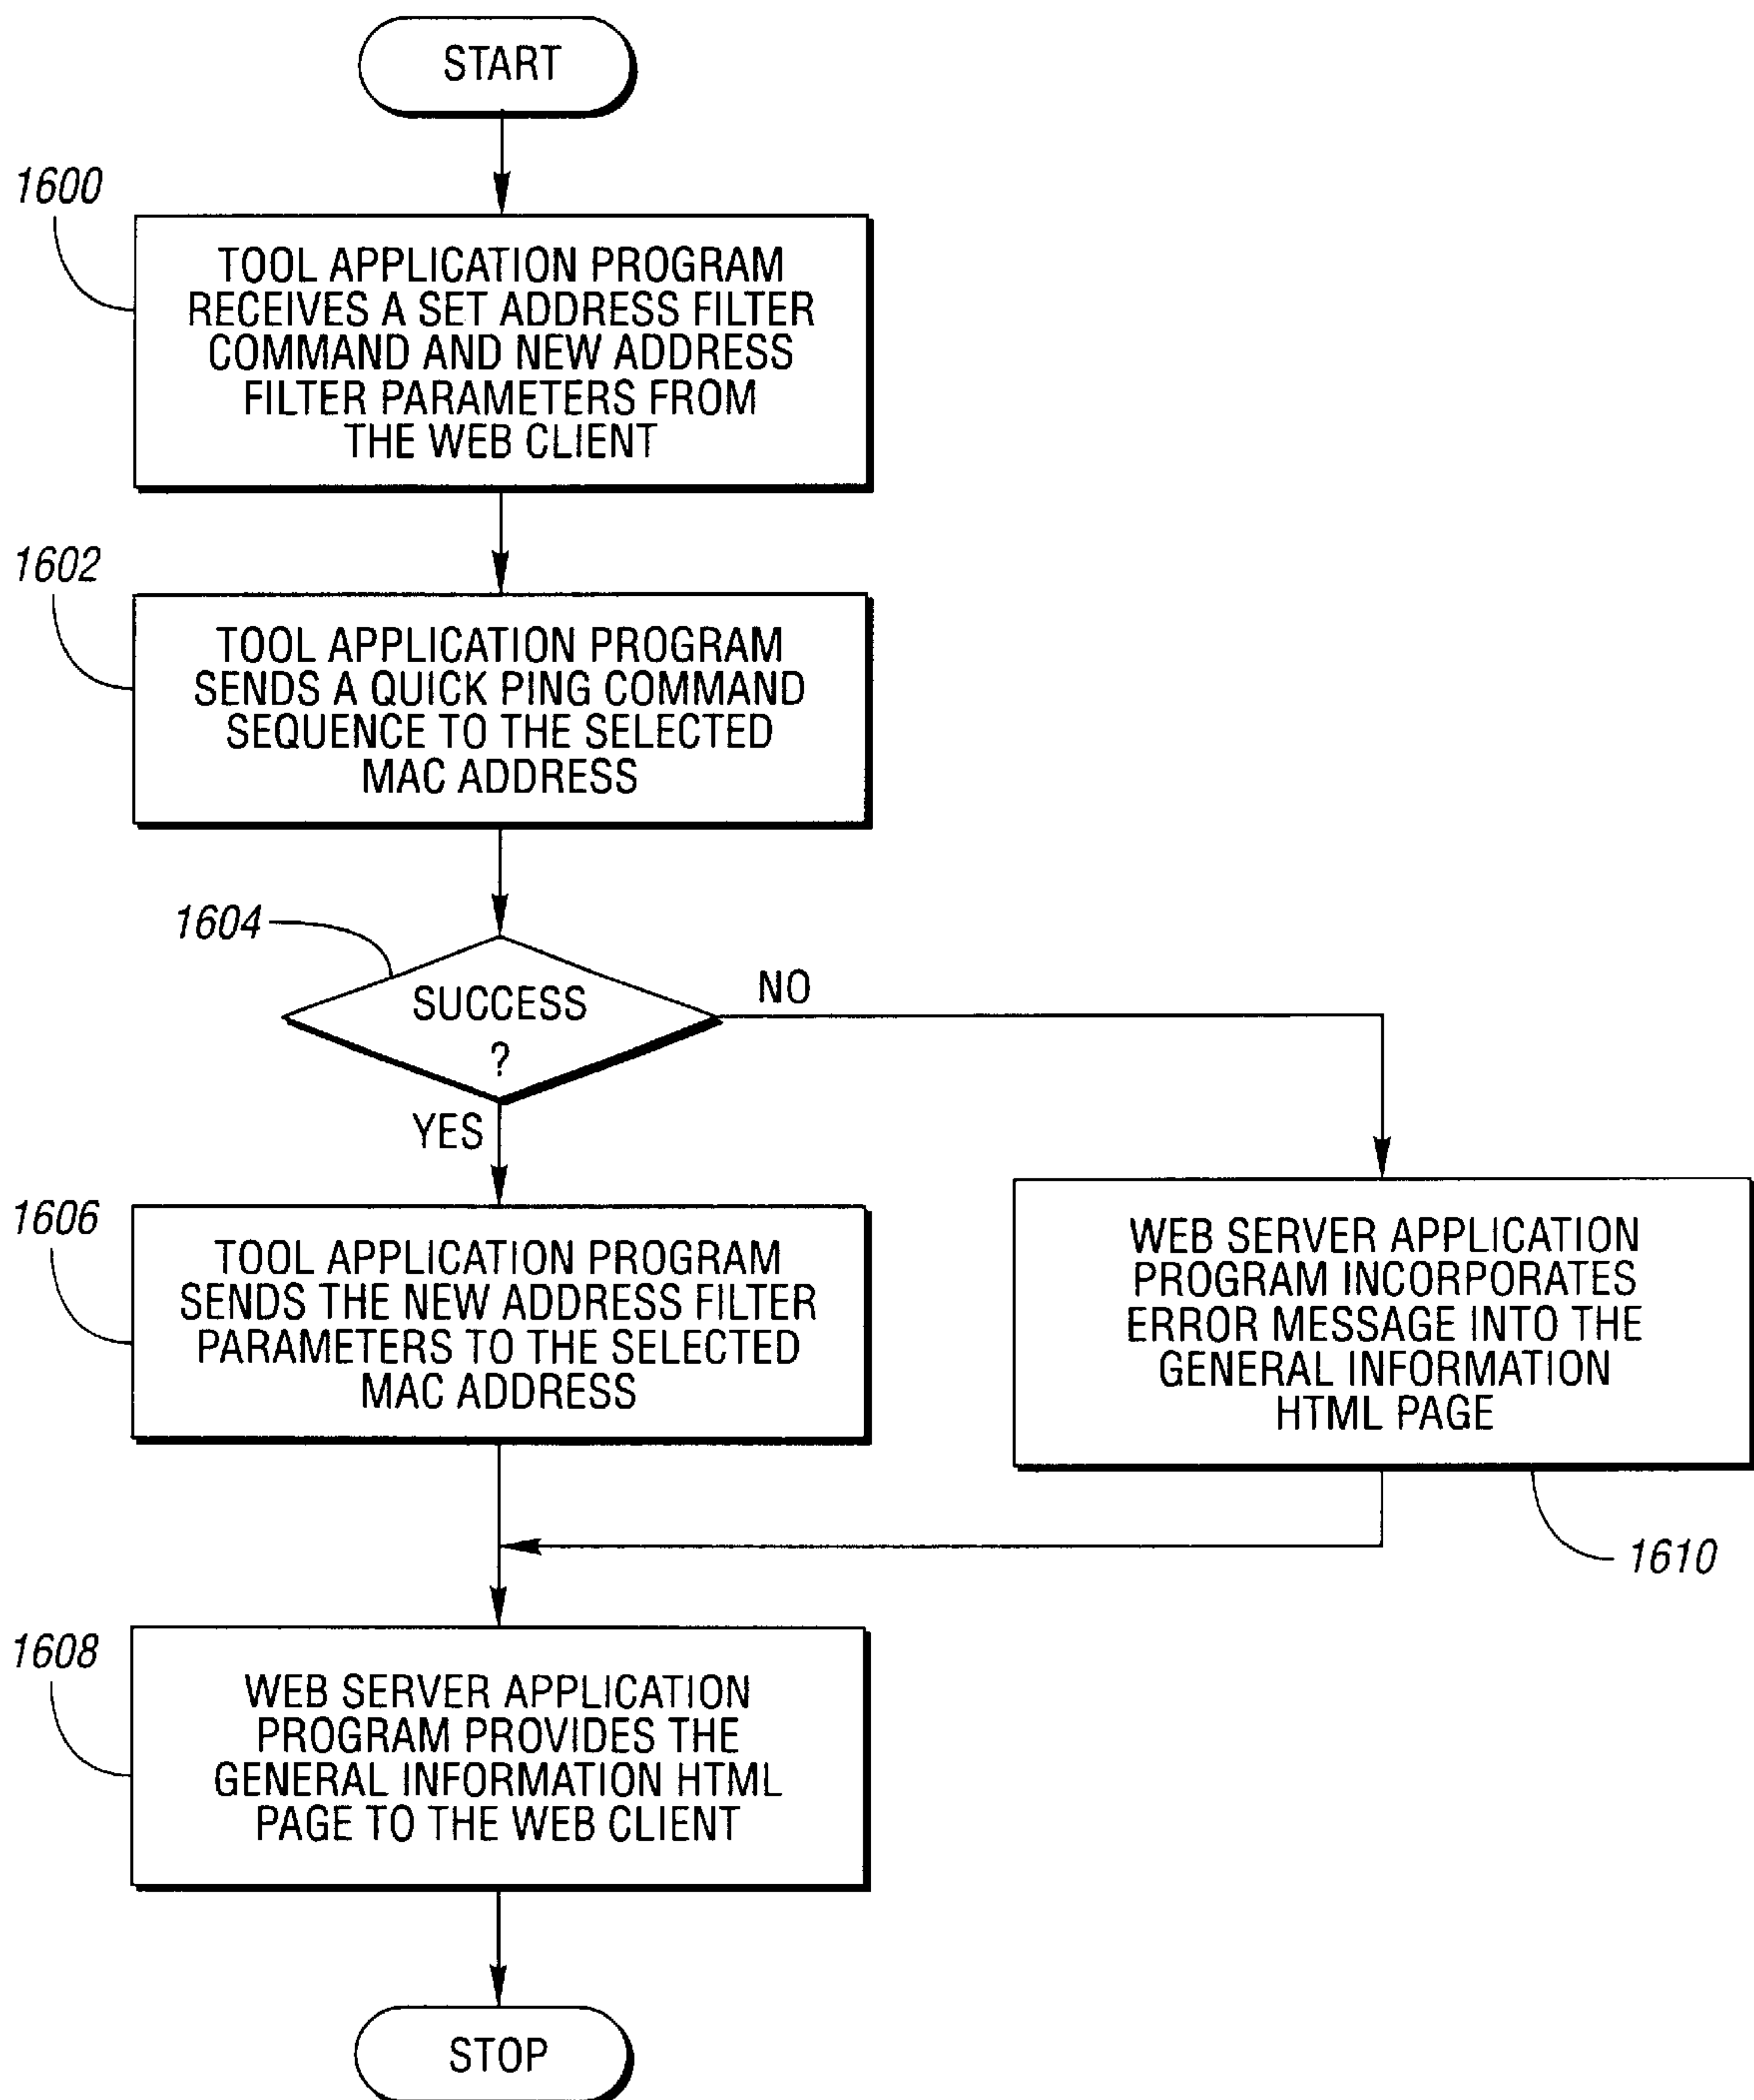 START
1600
TOOL APPLICATION PROGRAM
RECEIVES A SET ADDRESS FILTER
COMMAND AND NEW ADDRESS
FILTER PARAMETERS FROM
THE WEB CLIENT
1602
TOOL APPLICATION PROGRAM
SENDS A QUICK PING COMMAND
SEQUENCE TO THE SELECTED
MAC ADDRESS
1604
SUCCESS
?
NO
YES
1606
TOOL APPLICATION PROGRAM
SENDS THE NEW ADDRESS FILTER
PARAMETERS TO THE SELECTED
MAC ADDRESS
WEB SERVER APPLICATION
PROGRAM INCORPORATES
ERROR MESSAGE INTO THE
GENERAL INFORMATION
HTML PAGE
1610
1608
WEB SERVER APPLICATION
PROGRAM PROVIDES THE
GENERAL INFORMATION HTML
PAGE TO THE WEB CLIENT
STOP